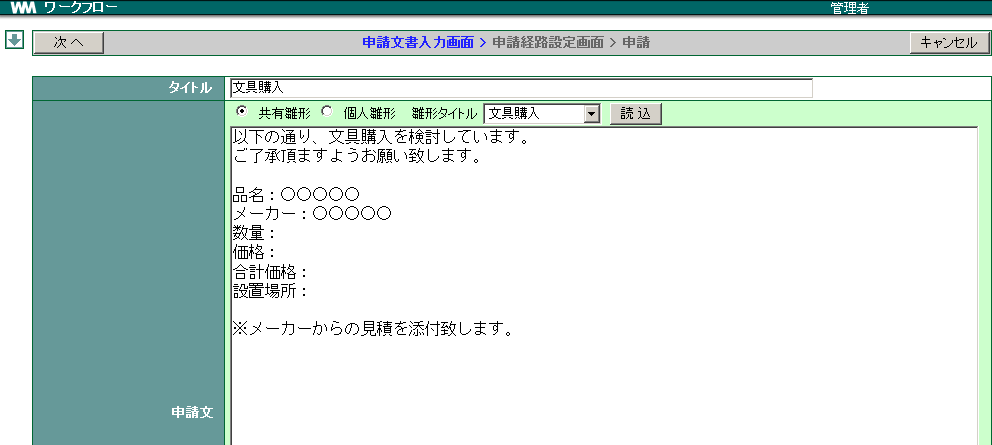 WM ワークフロー 管理者
次へ 申請文書入力画面 > 申請経路設定画面 > 申請 キャンセル
タイトル 文具購入
共有雛形 個人雛形 雛形タイトル 文具購入 読込
以下の通り、文具購入を検討しています。
ご了承頂ますようお願い致します。
品名：○○○○○
メーカー：○○○○○
数量：
価格：
合計価格：
設置場所：
※メーカーからの見積を添付致します。
申請文